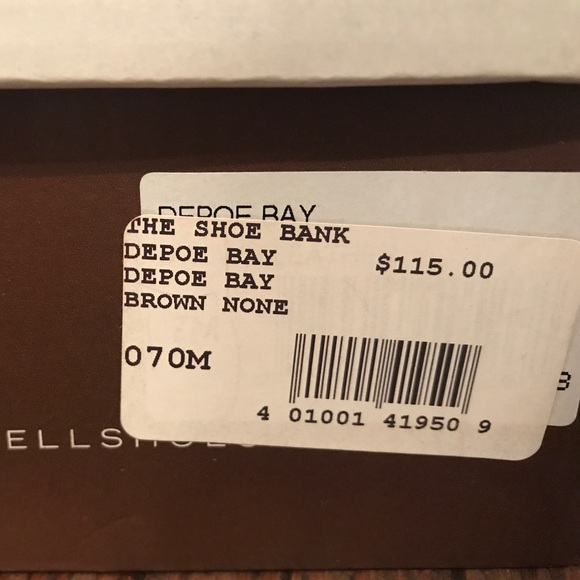 DEPOE BAY
THE SHOE BANK
DEPOE BAY
$115.00
DEPOE BAY
BROWN NONE
070M
4 01001 41950 9